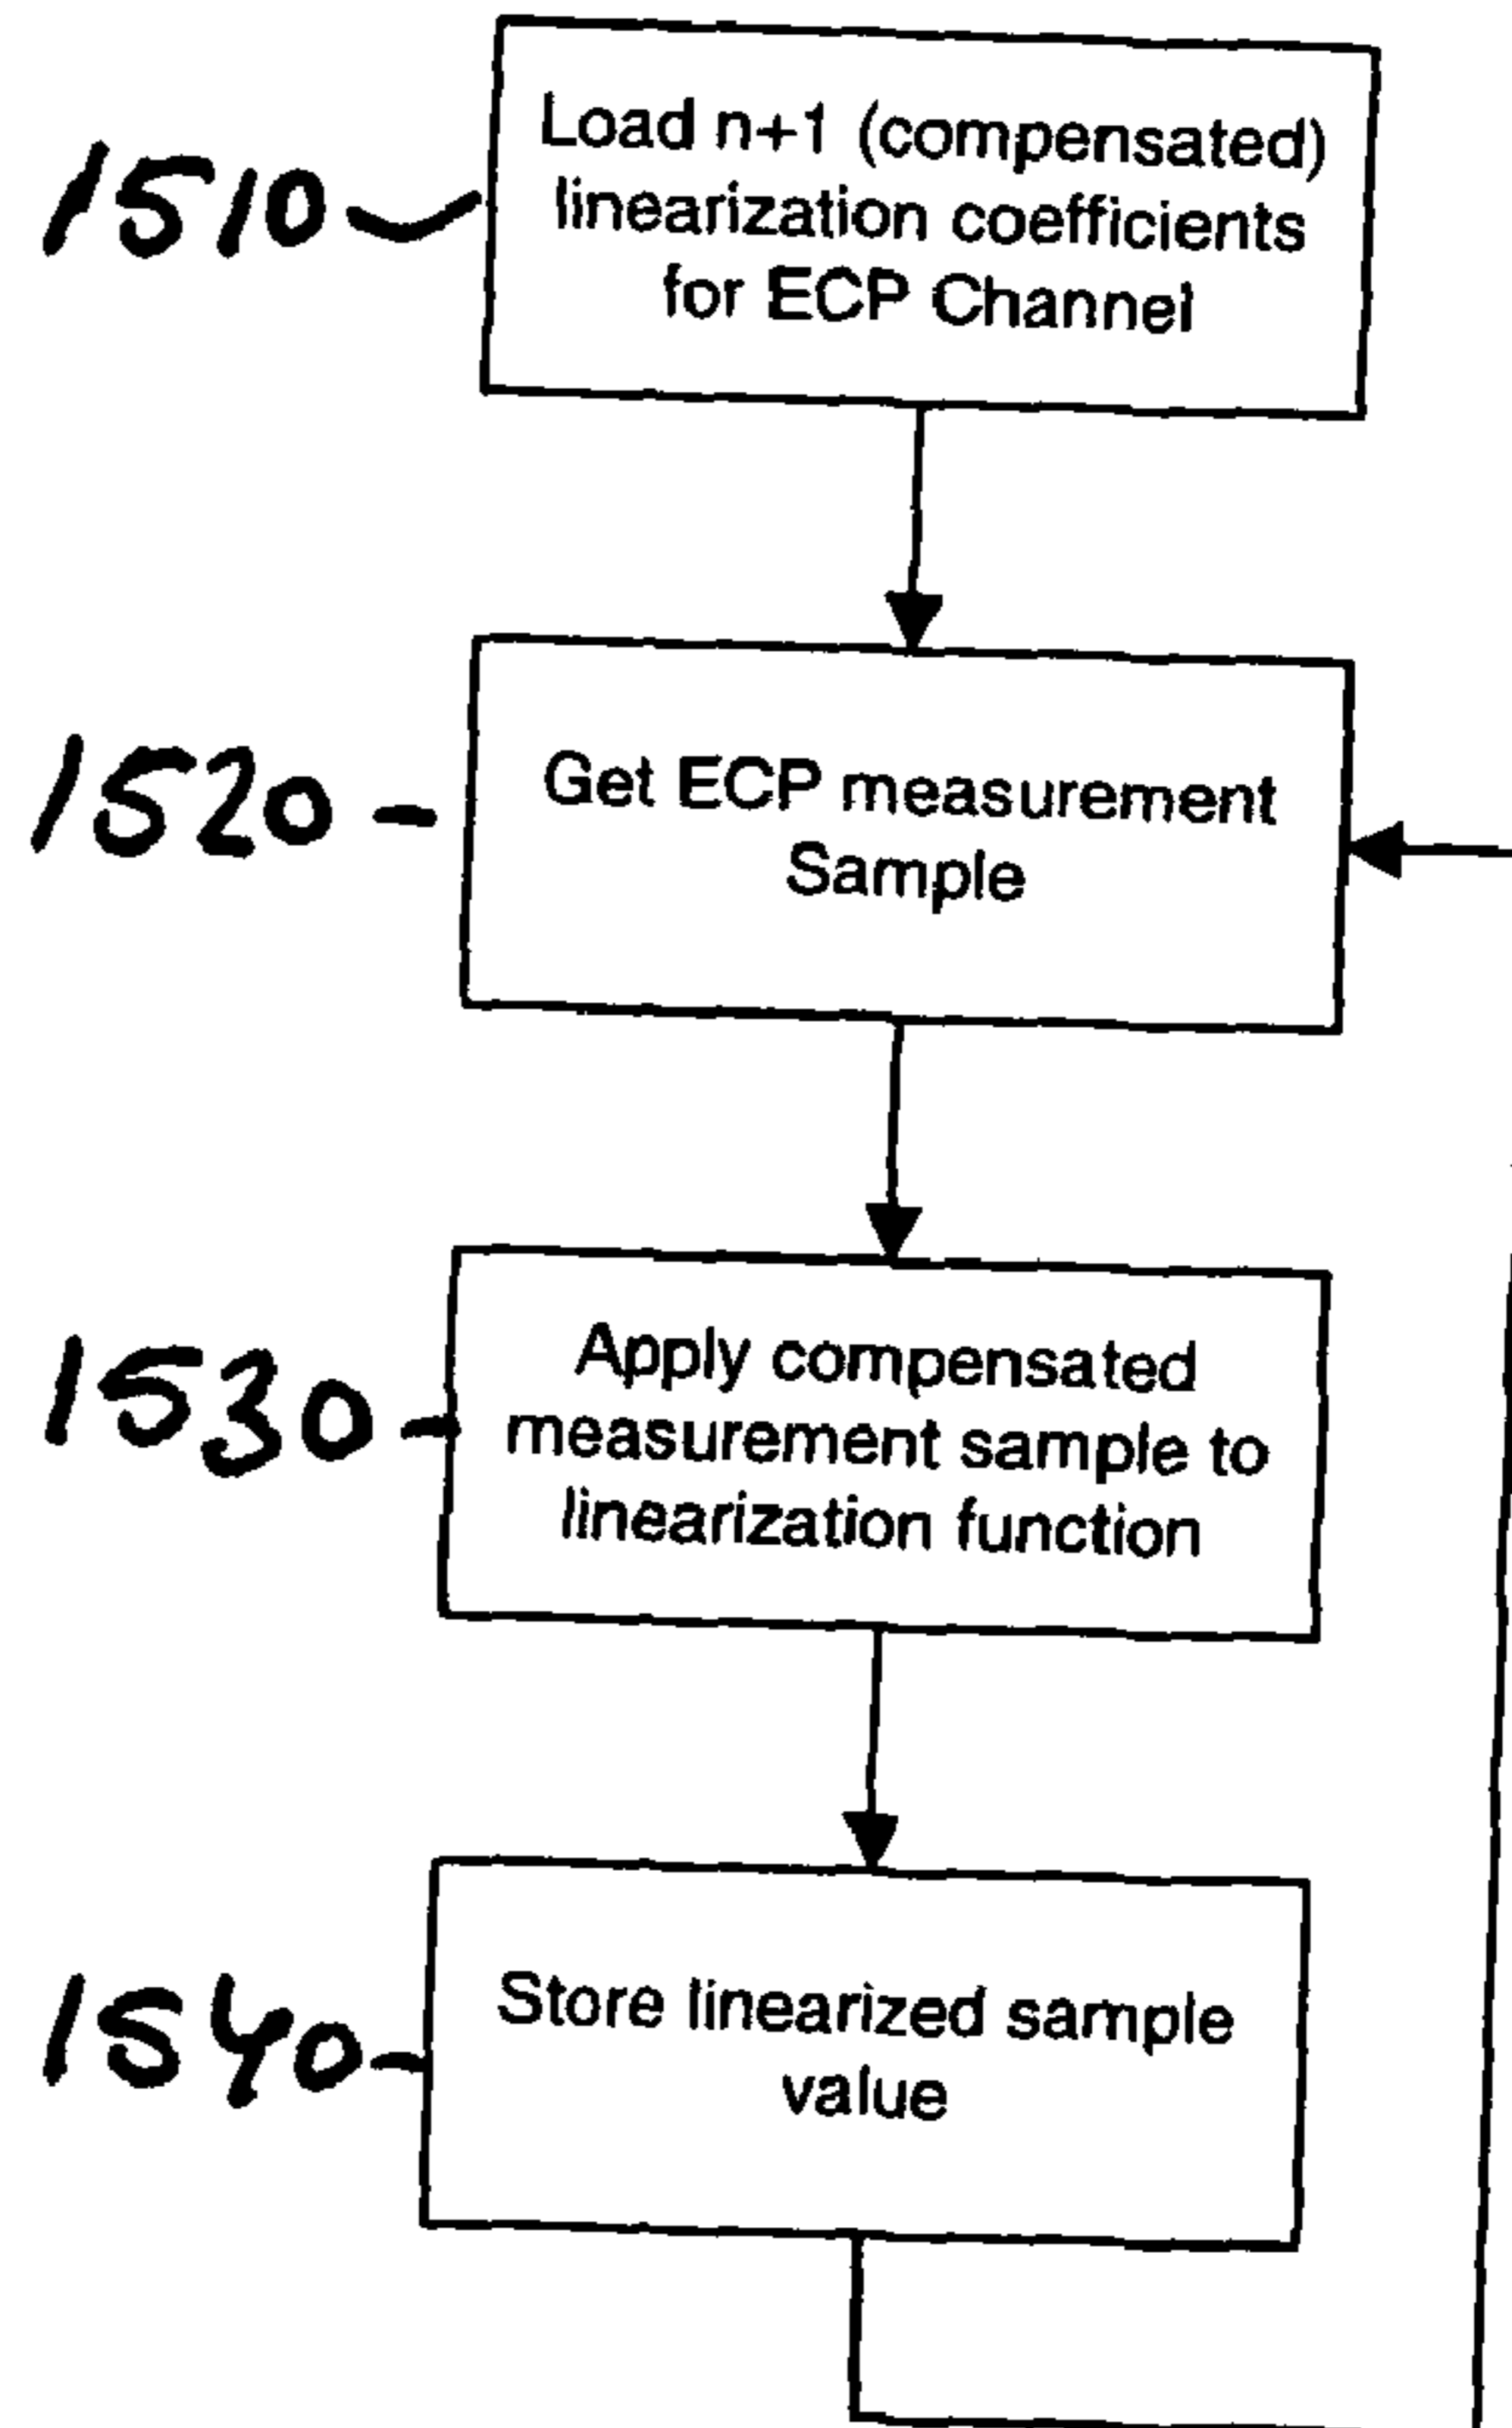 1510
Load n+1 (compensated)
linearization coefficients
for ECP Channel
1520
Get ECP measurement
Sample
1530
Apply compensated
measurement sample to
linearization function
1540
Store linearized sample
value